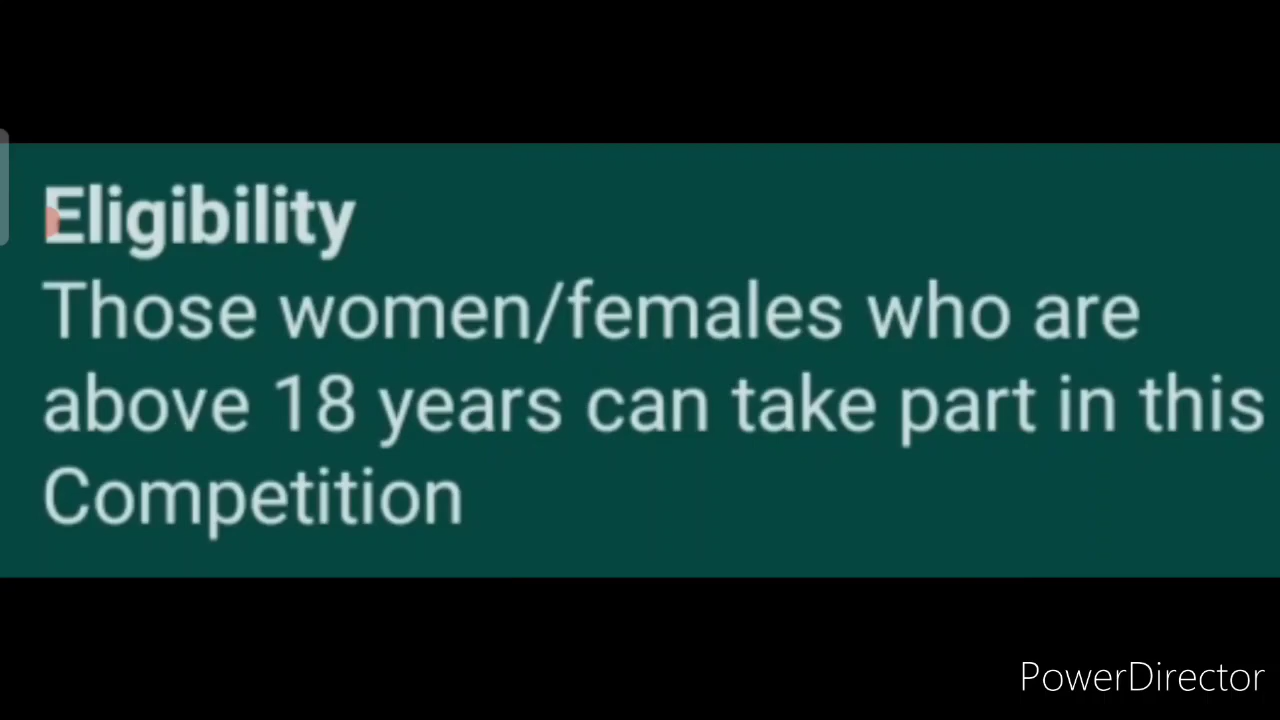 Eligibility
Those women/females who are
above 18 years can take part in this
Competition
PowerDirector